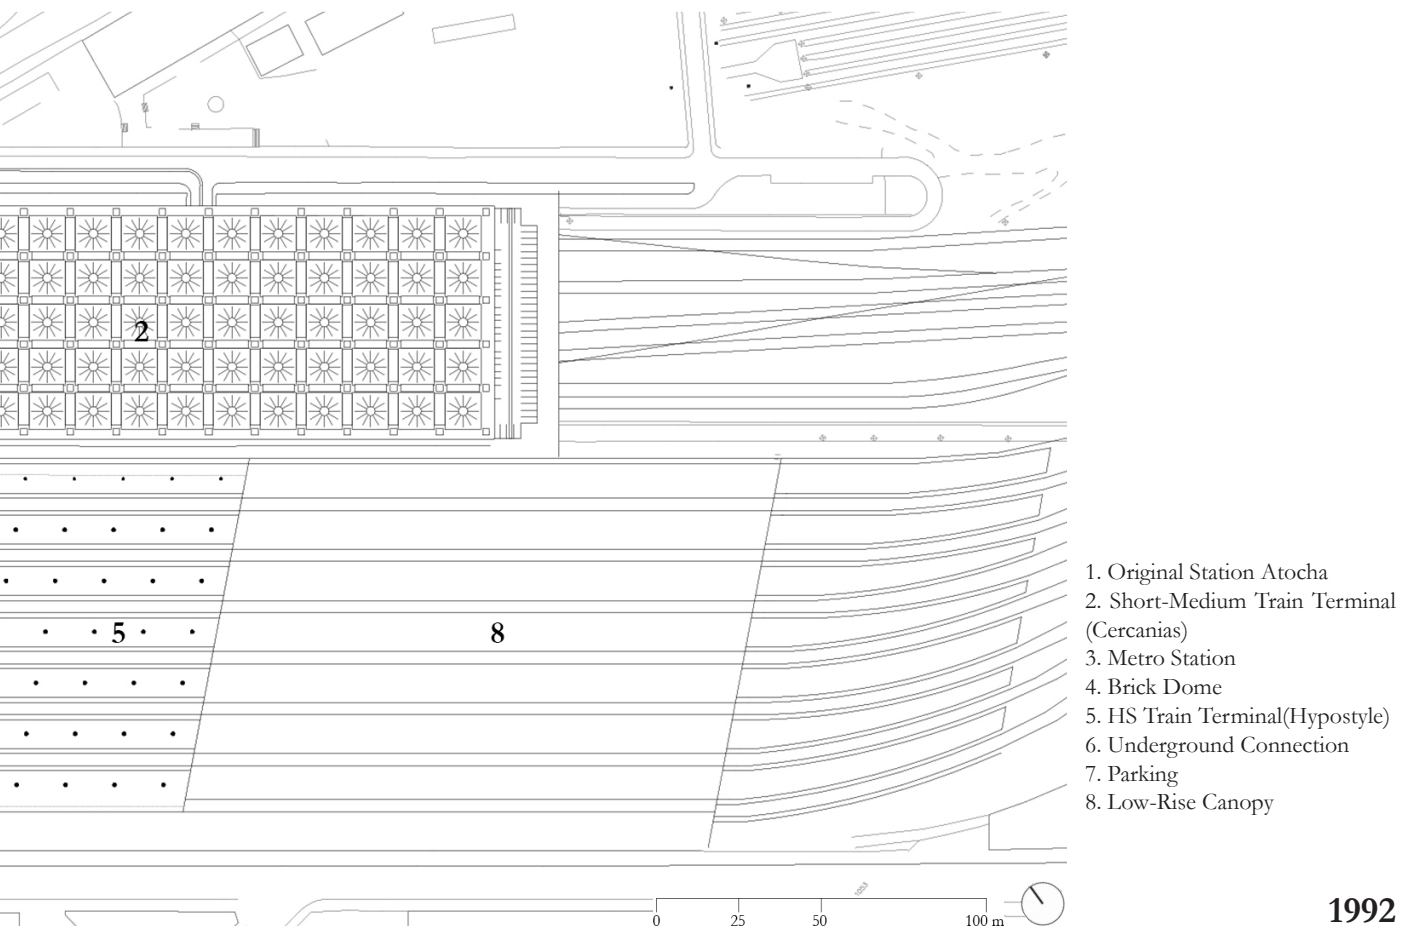 2
5
8
1. Original Station Atocha
2. Short-Medium Train Terminal
(Cercanias)
3. Metro Station
4. Brick Dome
5. HS Train Terminal(Hypostyle)
6. Underground Connection
7. Parking
8. Low-Rise Canopy
1053
0 25 50 100 m
1992